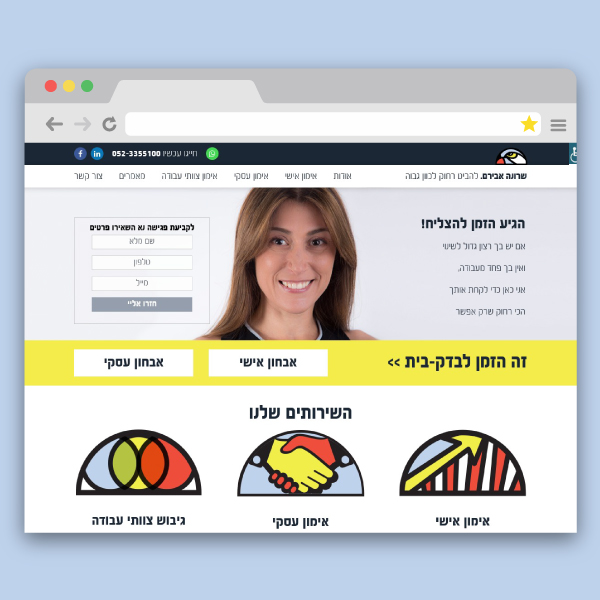 חייגו עכשיו 052-3355100
שרונה אבירם. להביט רחוק לכוון גבוה
אודות
אימון אישי
אימון עסקי
אימון צוותי עבודה
מאמרים
צור קשר
הגיע הזמן להצליח!
אם יש בך רצון גדול לשינוי
ואין בך פחד מעבודה,
אני כאן כדי לקחת אותך
הכי רחוק שרק אפשר
לקביעת פגישה נא השאירו פרטים
שם מלא
טלפון
מייל
חזרו אליי
זה הזמן לבדק-בית >>
אבחון אישי
אבחון עסקי
השירותים שלנו
אימון אישי
אימון עסקי
גיבוש צוותי עבודה